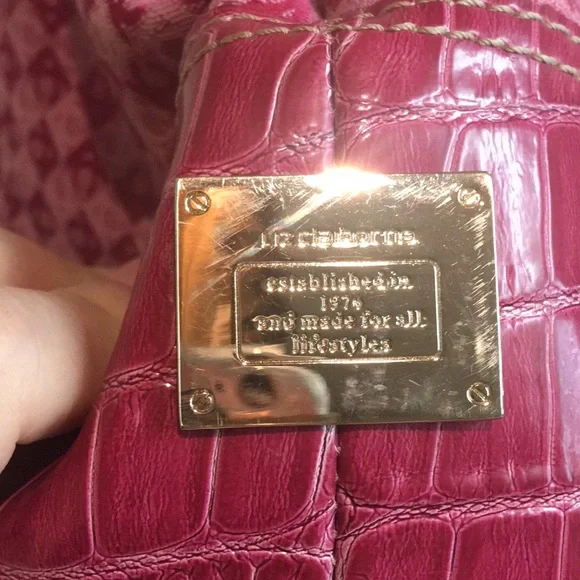 liz claiborne
established in
1976
and made for all
lifestyles